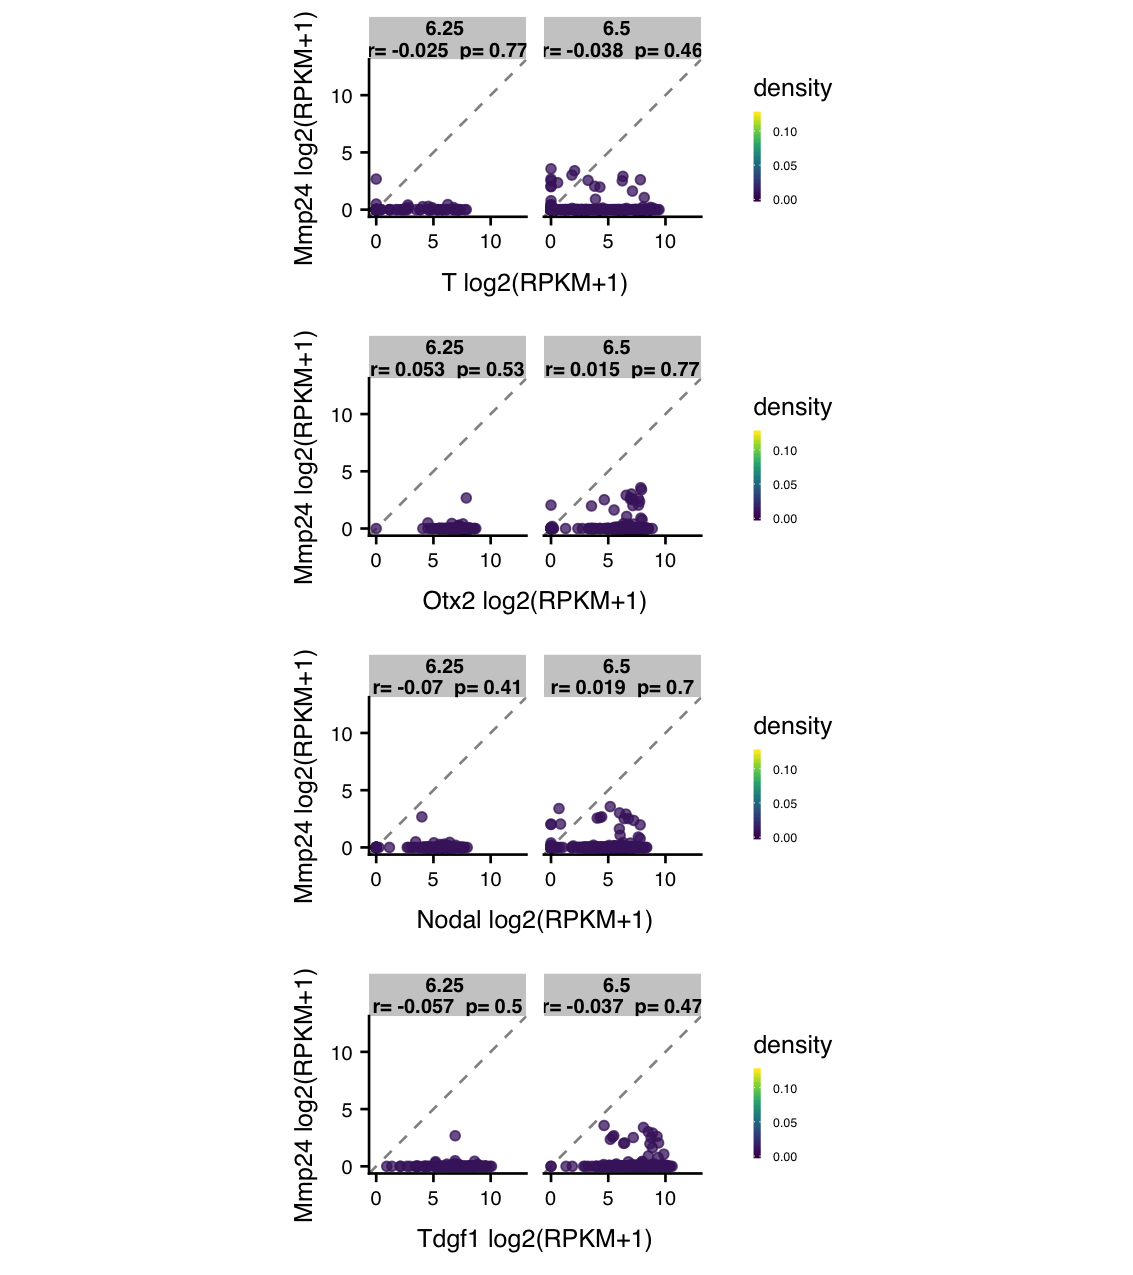 6.25 6.5
r= -0.025 p= 0.77 r= -0.038 p= 0.46
Mmp24 log2(RPKM+1)
10
5
0
0 5 10 0 5 10
T log2(RPKM+1)
density
0.10
0.05
0.00
6.25 6.5
r= 0.053 p= 0.53 r= 0.015 p= 0.77
Mmp24 log2(RPKM+1)
10
5
0
0 5 10 0 5 10
Otx2 log2(RPKM+1)
density
0.10
0.05
0.00
6.25 6.5
r= -0.07 p= 0.41 r= 0.019 p= 0.7
Mmp24 log2(RPKM+1)
10
5
0
0 5 10 0 5 10
Nodal log2(RPKM+1)
density
0.10
0.05
0.00
6.25 6.5
r= -0.057 p= 0.5 r= -0.037 p= 0.47
Mmp24 log2(RPKM+1)
10
5
0
0 5 10 0 5 10
Tdgf1 log2(RPKM+1)
density
0.10
0.05
0.00